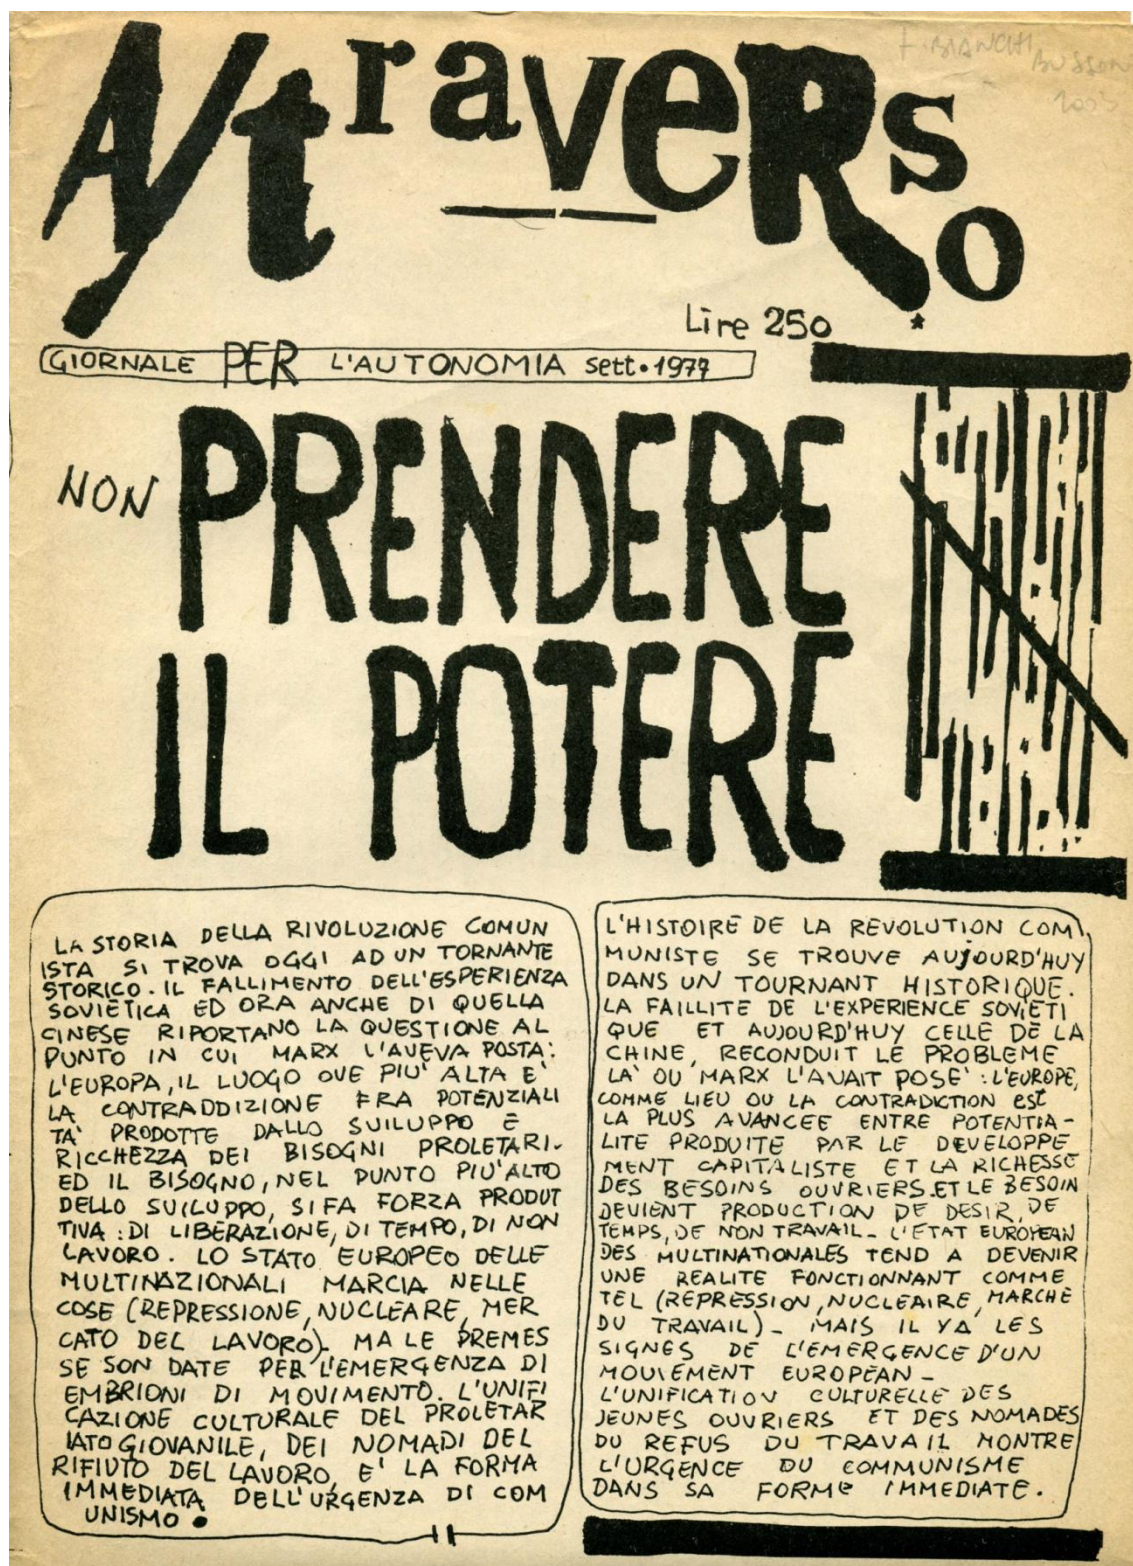 A/traveRso
F. BIANCHI
2003
Lire 250
GIORNALE PER L'AUTONOMIA sett. 1977
NON PRENDERE
IL POTERE
LA STORIA DELLA RIVOLUZIONE COMUN
ISTA SI TROVA OGGI AD UN TORNANTE
STORICO. IL FALLIMENTO DELL'ESPERIENZA
SOVIETICA ED ORA ANCHE DI QUELLA
CINESE RIPORTANO LA QUESTIONE AL
PUNTO IN CUI MARX L'AVEVA POSTA:
L'EUROPA, IL LUOGO OVE PIU' ALTA E'
LA CONTRADDIZIONE FRA POTENZIALI
TA' PRODOTTE DALLO SVILUPPO E
RICCHEZZA DEI BISOGNI PROLETARI.
ED IL BISOGNO, NEL PUNTO PIU' ALTO
DELLO SVILUPPO, SI FA FORZA PRODUT
TIVA: DI LIBERAZIONE, DI TEMPO, DI NON
LAVORO. LO STATO EUROPEO DELLE
MULTINAZIONALI MARCIA NELLE
COSE (REPRESSIONE, NUCLEARE, MER
CATO DEL LAVORO). MA LE PREMES
SE SON DATE PER L'EMERGENZA DI
EMBRIONI DI MOVIMENTO. L'UNIFI
CAZIONE CULTURALE DEL PROLETAR
IATO GIOVANILE, DEI NOMADI DEL
RIFIUTO DEL LAVORO, E' LA FORMA
IMMEDIATA DELL'URGENZA DI COM
UNISMO.
L'HISTOIRE DE LA REVOLUTION COM
MUNISTE SE TROUVE AUJOURD'HUY
DANS UN TOURNANT HISTORIQUE.
LA FAILLITE DE L'EXPERIENCE SOVIETI
QUE ET AUJOURD'HUY CELLE DE LA
CHINE, RECONDUIT LE PROBLEME
LA' OU MARX L'AVAIT POSE': L'EUROPE,
COMME LIEU OU LA CONTRADICTION EST
LA PLUS AVANCEE ENTRE POTENTIA-
LITE PRODUITE PAR LE DEVELOPPE
MENT CAPITALISTE ET LA RICHESSE
DES BESOINS OUVRIERS. ET LE BESOIN
DEVIENT PRODUCTION DE DESIR, DE
TEMPS, DE NON TRAVAIL_ L'ETAT EUROPEAN
DES MULTINATIONALES TEND A DEVENIR
UNE REALITE FONCTIONNANT COMME
TEL (REPRESSION, NUCLEAIRE, MARCHE
DU TRAVAIL)_ MAIS IL YA' LES
SIGNES DE L'EMERGENCE D'UN
MOUVEMENT EUROPEAN_
L'UNIFICATION CULTURELLE DES
JEUNES OUVRIERS ET DES NOMADES
DU REFUS DU TRAVAIL MONTRE
L'URGENCE DU COMMUNISME
DANS SA FORME IMMEDIATE.